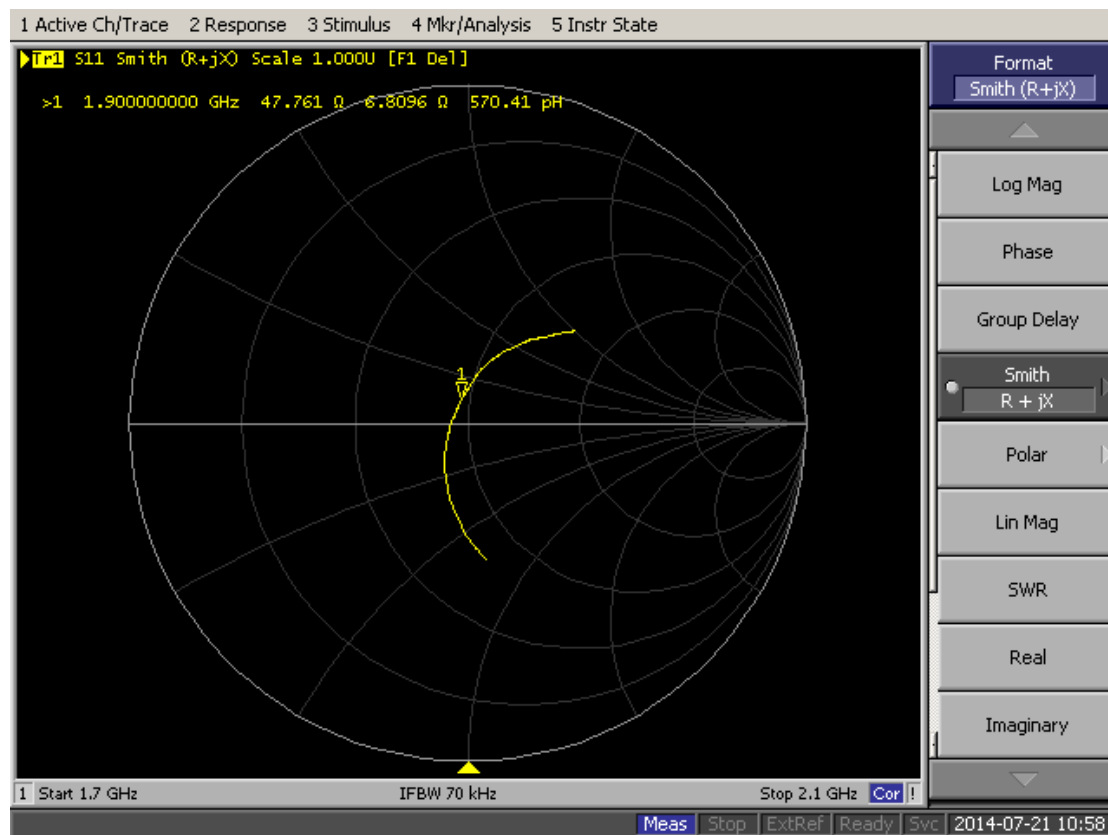 1 Active Ch/Trace 2 Response 3 Stimulus 4 Mkr/Analysis 5 Instr State
Tr1 S11 Smith (R+jX) Scale 1.000U [F1 Del]
>1 1.900000000 GHz 47.761 Ω 6.8096 Ω 570.41 pH
1
Format
Smith (R+jX)
Log Mag
Phase
Group Delay
Smith
R + jX
Polar
Lin Mag
SWR
Real
Imaginary
1 Start 1.7 GHz IFBW 70 kHz Stop 2.1 GHz Cor !
Meas Stop ExtRef Ready Svc 2014-07-21 10:58